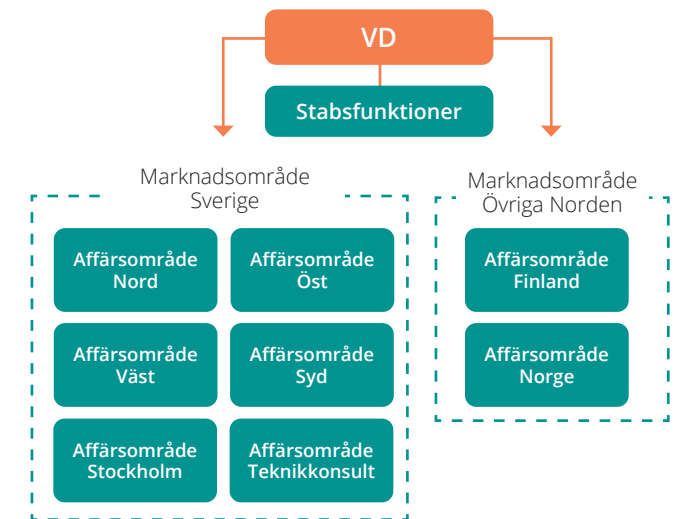 VD
Stabsfunktioner
Marknadsområde
Sverige
Affärsområde
Nord
Affärsområde
Öst
Affärsområde
Väst
Affärsområde
Syd
Affärsområde
Stockholm
Affärsområde
Teknikkonsult
Marknadsområde
Övriga Norden
Affärsområde
Finland
Affärsområde
Norge